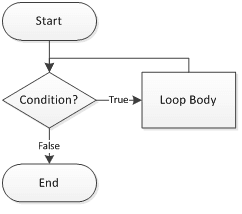 Start
Condition?
True
Loop Body
False
End